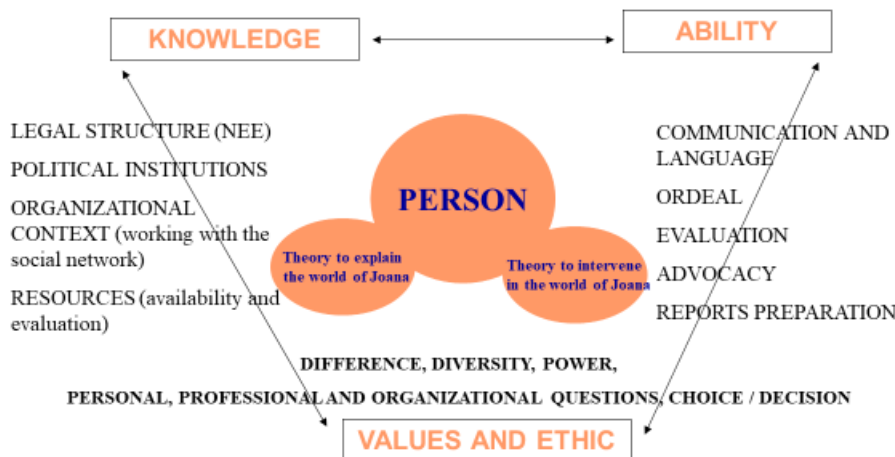 KNOWLEDGE
ABILITY
LEGAL STRUCTURE (NEE)
POLITICAL INSTITUTIONS
ORGANIZATIONAL
CONTEXT (working with the
social network)
RESOURCES (availability and
evaluation)
PERSON
Theory to explain
the world of Joana
Theory to intervene
in the world of Joana
COMMUNICATION AND
LANGUAGE
ORDEAL
EVALUATION
ADVOCACY
REPORTS PREPARATION
DIFFERENCE, DIVERSITY, POWER,
PERSONAL, PROFESSIONAL AND ORGANIZATIONAL QUESTIONS, CHOICE / DECISION
VALUES AND ETHIC